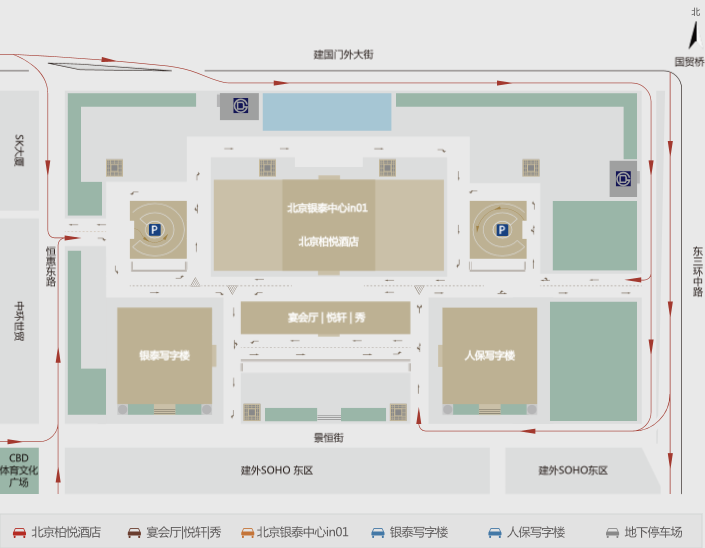 北
建国门外大街
国贸桥
SK大厦
北京银泰中心in01
P
P
北京柏悦酒店
恒惠东路
东三环中路
中环世贸
宴会厅 | 悦轩 | 秀
银泰写字楼
人保写字楼
景恒街
CBD
体育文化
广场
建外SOHO 东区
建外SOHO东区
北京柏悦酒店
宴会厅|悦轩|秀
北京银泰中心in01
银泰写字楼
人保写字楼
地下停车场